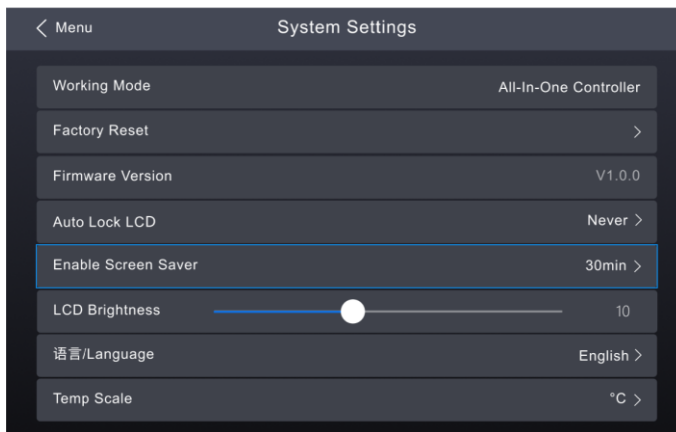 Menu System Settings
Working Mode All-In-One Controller
Factory Reset
Firmware Version V1.0.0
Auto Lock LCD Never
Enable Screen Saver 30min
LCD Brightness 10
语言/Language English
Temp Scale °C